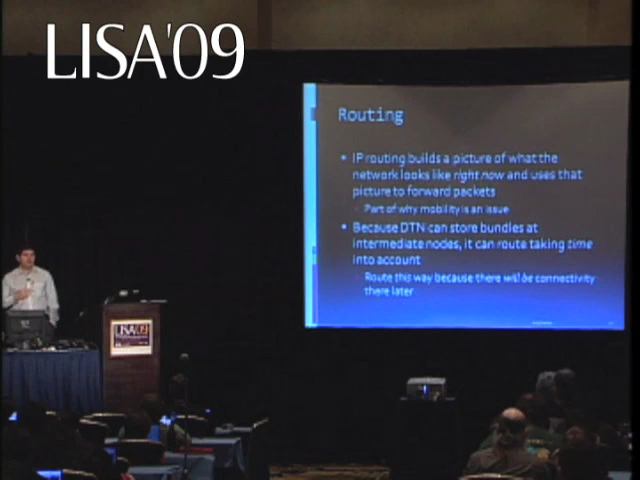 LISA'09
Routing
• IP routing builds a picture of what the
network looks like right now and uses that
picture to forward packets
Part of why mobility is an issue
• Because DTN can store bundles at
intermediate nodes, it can route taking time
into account
Route this way because there will be connectivity
there later
LISA'09